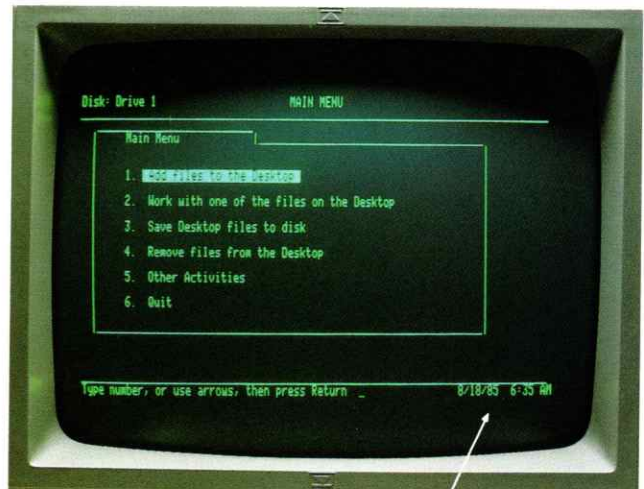 Disk: Drive 1 MAIN MENU
Main Menu
1. Add files to the Desktop
2. Work with one of the files on the Desktop
3. Save Desktop files to disk
4. Remove files from the Desktop
5. Other Activities
6. Quit
Type number, or use arrows, then press Return _ 8/18/85 6:35 AM